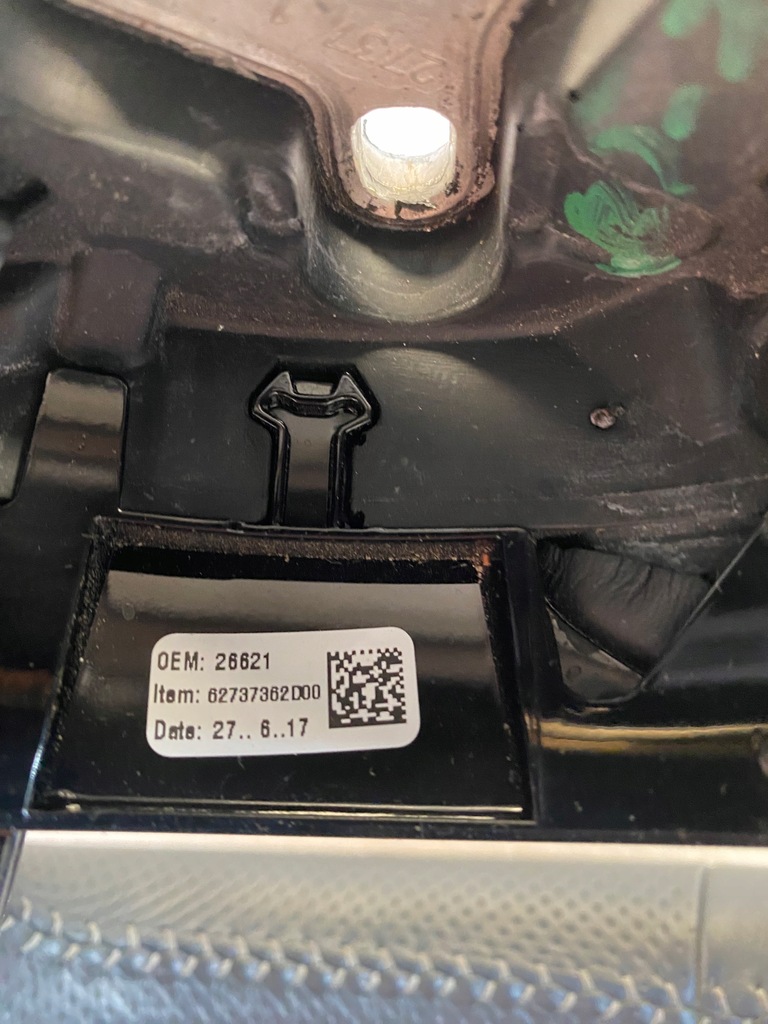 OEM: 26621
Item: 62737362D00
Date: 27.. 6..17